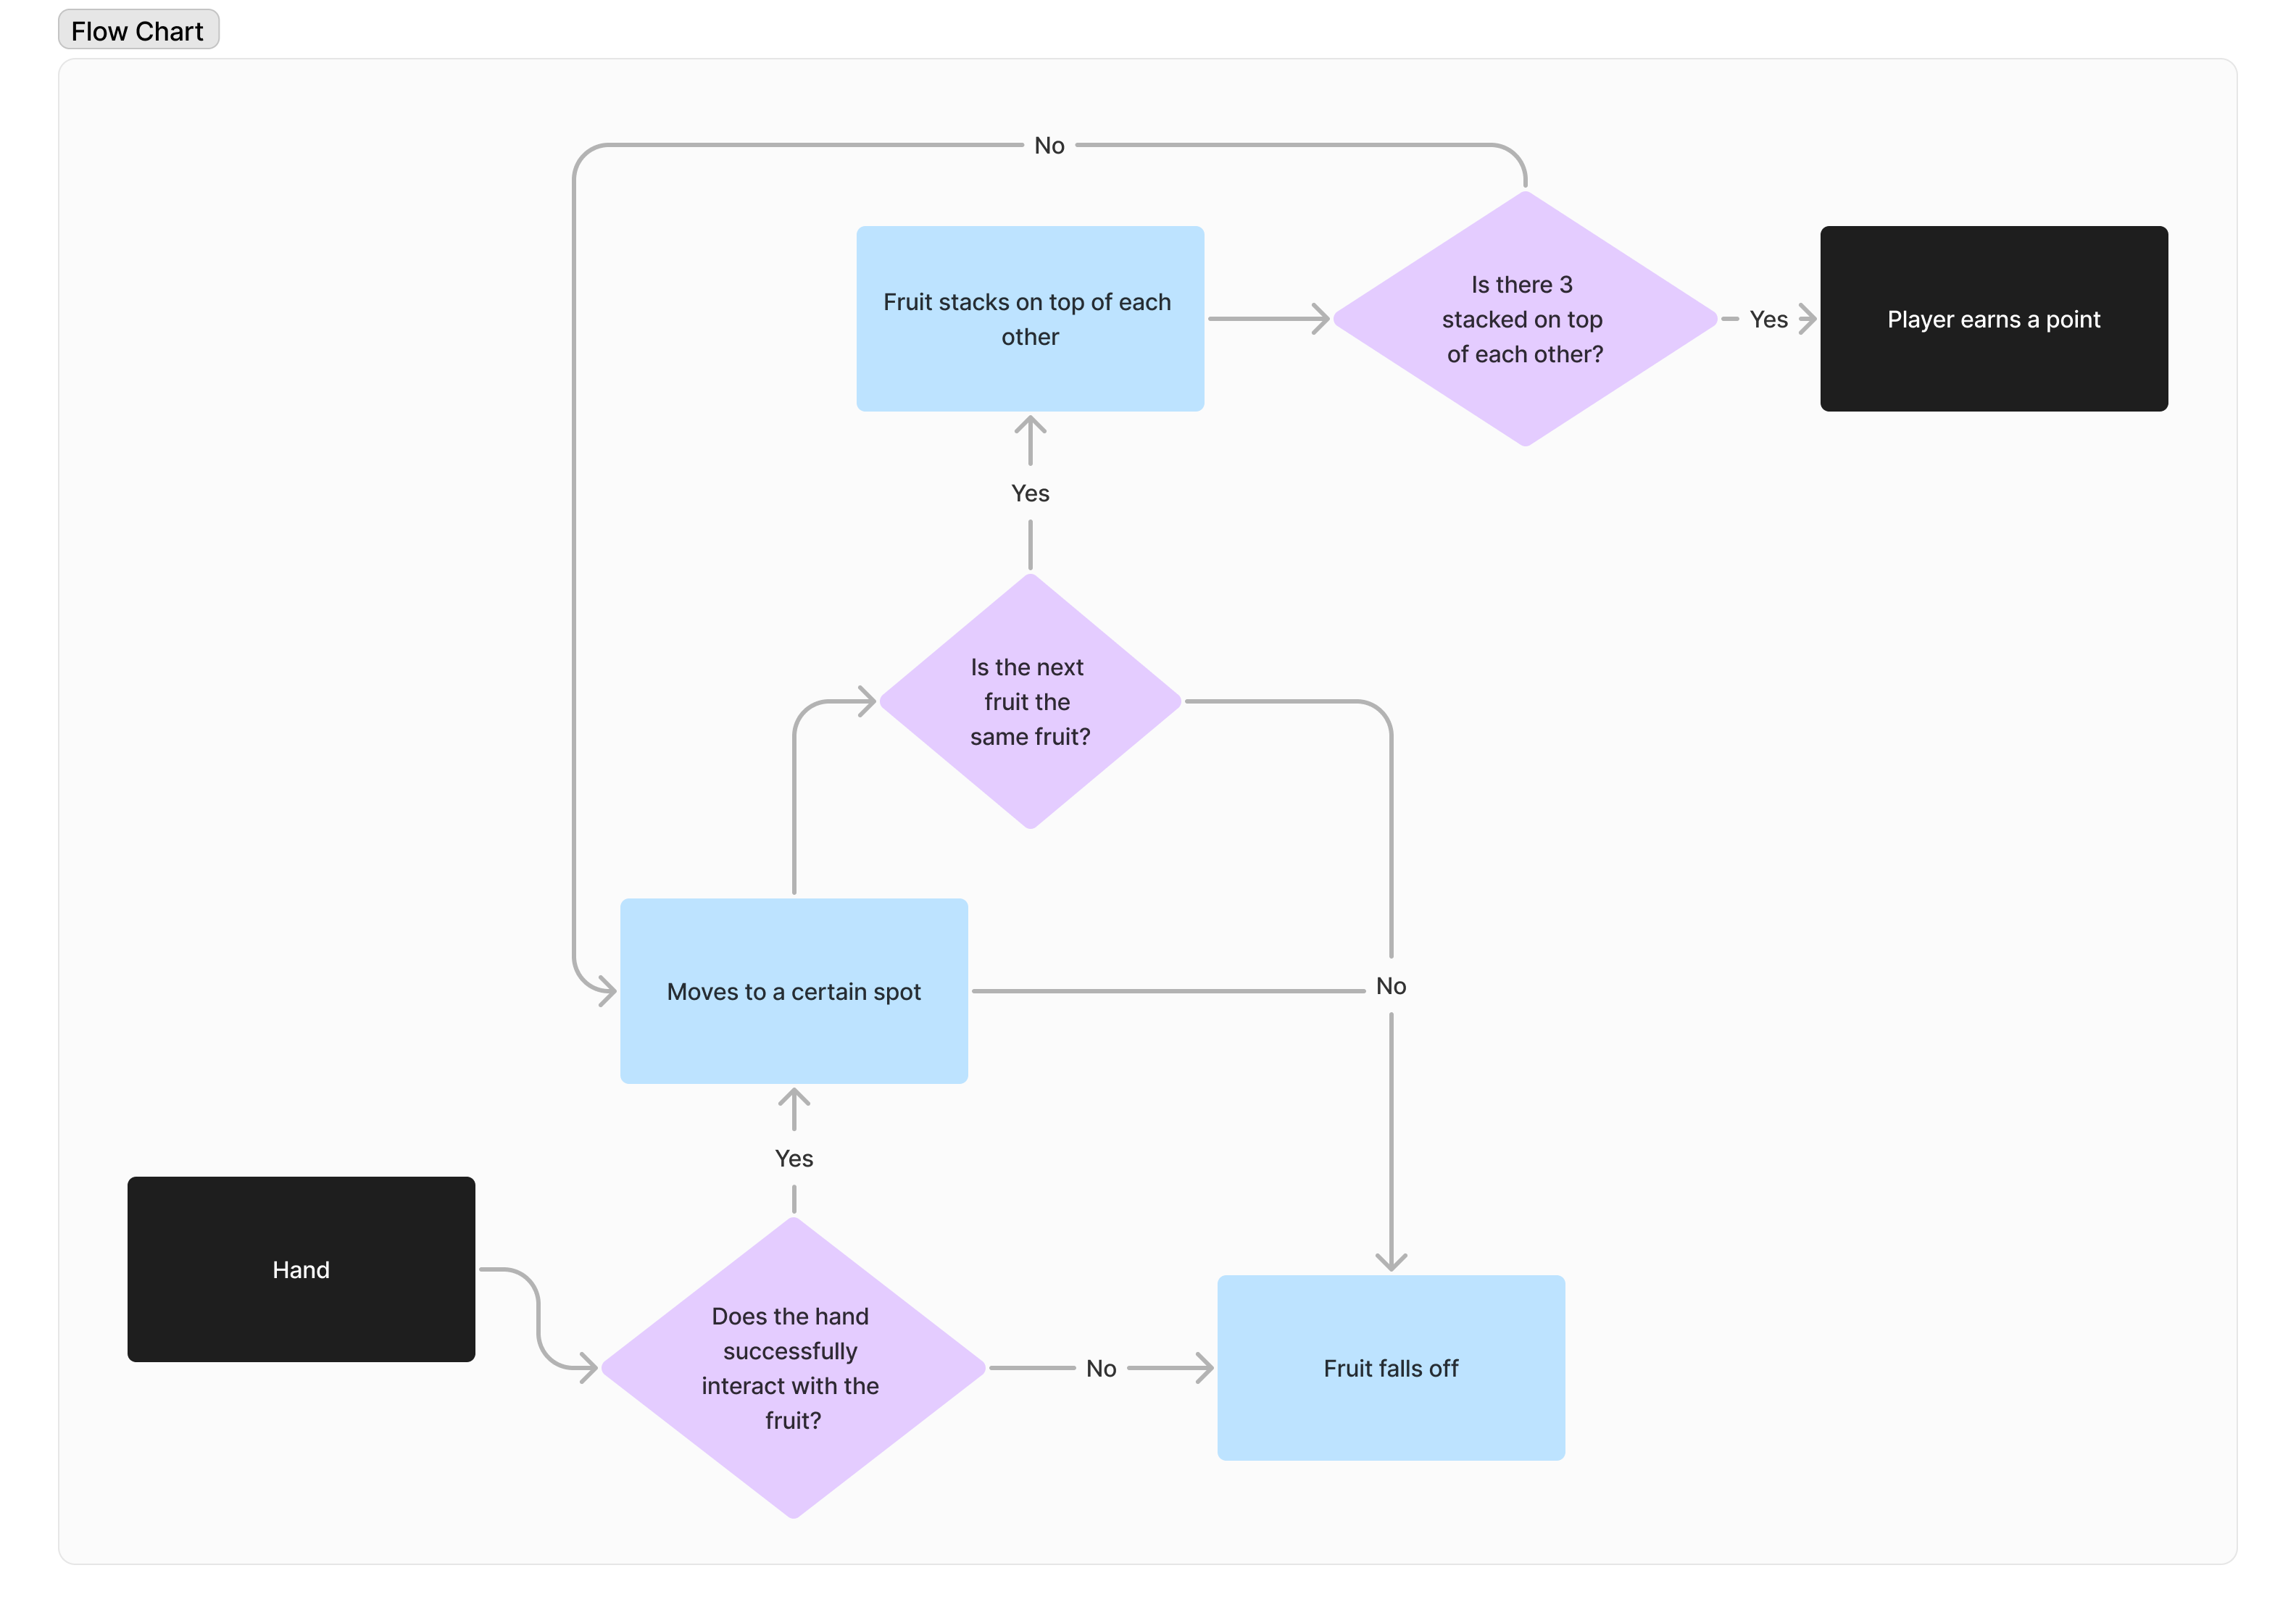 Flow Chart
No
Fruit stacks on top of each
other
Is there 3
stacked on top
of each other?
Yes
Player earns a point
Yes
Is the next
fruit the
same fruit?
Moves to a certain spot
No
Yes
Hand
Does the hand
successfully
interact with the
fruit?
No
Fruit falls off